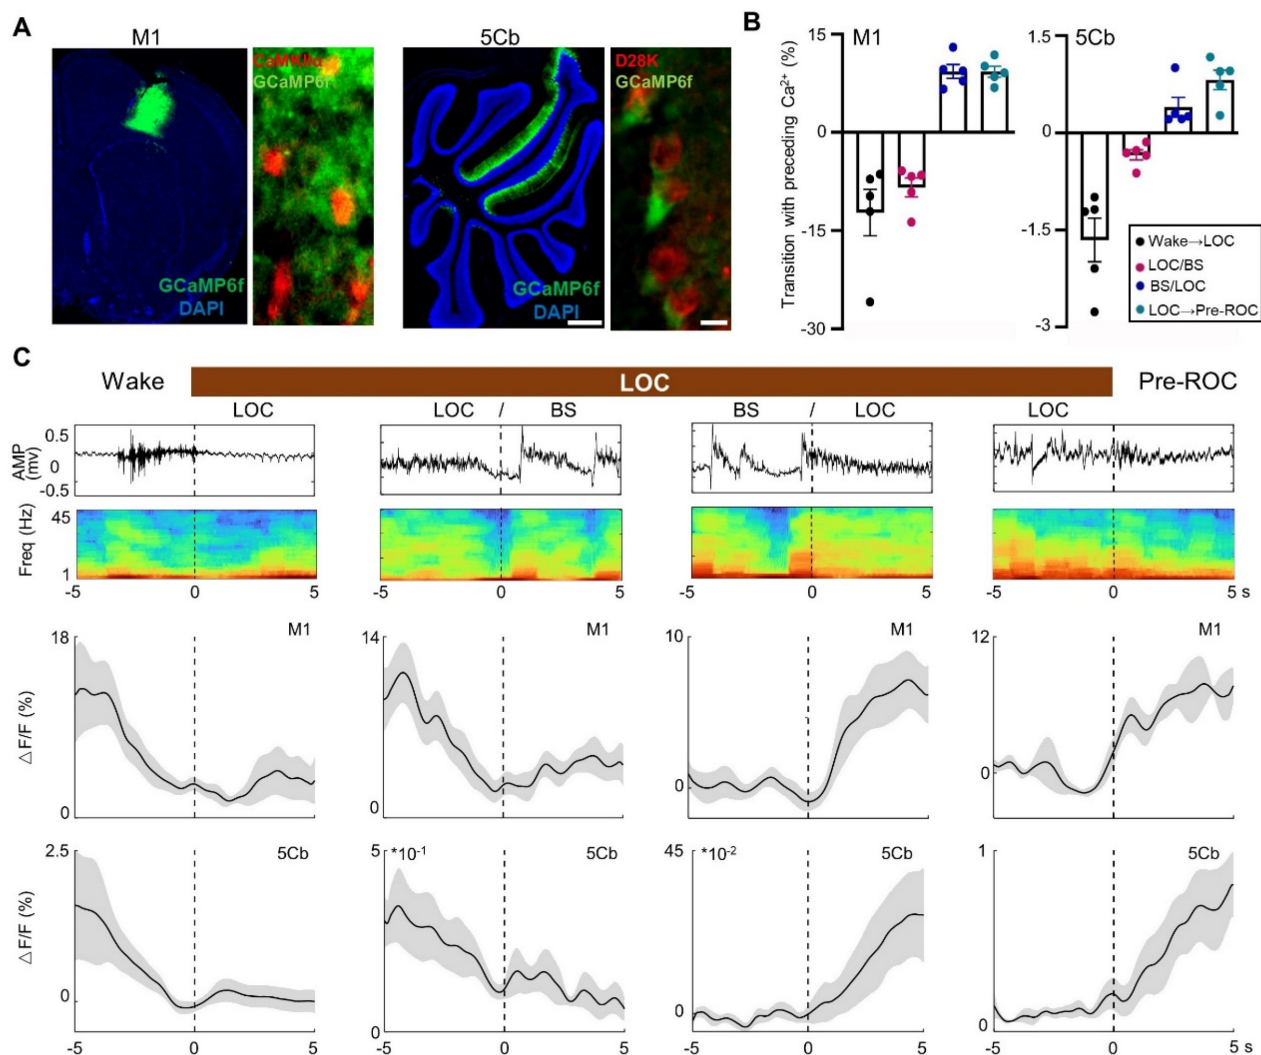 A
M1
5Cb
CaMKIIα
GCaMP6f
GCaMP6f
DAPI
GCaMP6f
DAPI
D28K
GCaMP6f
B
M1
5Cb
Transition with preceding Ca²⁺ (%)
15
0
-15
-30
1.5
0
-1.5
-3
Wake→LOC
LOC/BS
BS/LOC
LOC→Pre-ROC
C
Wake
LOC
Pre-ROC
LOC
LOC / BS
BS / LOC
LOC
AMP
(mv)
0.5
0
-0.5
Freq (Hz)
45
1
-5 0 5
-5 0 5
-5 0 5
-5 0 5 s
△F/F (%)
M1
18
0
M1
14
0
M1
10
0
M1
12
0
△F/F (%)
5Cb
2.5
0
-5 0 5
5Cb
5 *10⁻¹
0
-5 0 5
5Cb
45 *10⁻²
0
-5 0 5
5Cb
1
0
-5 0 5 s